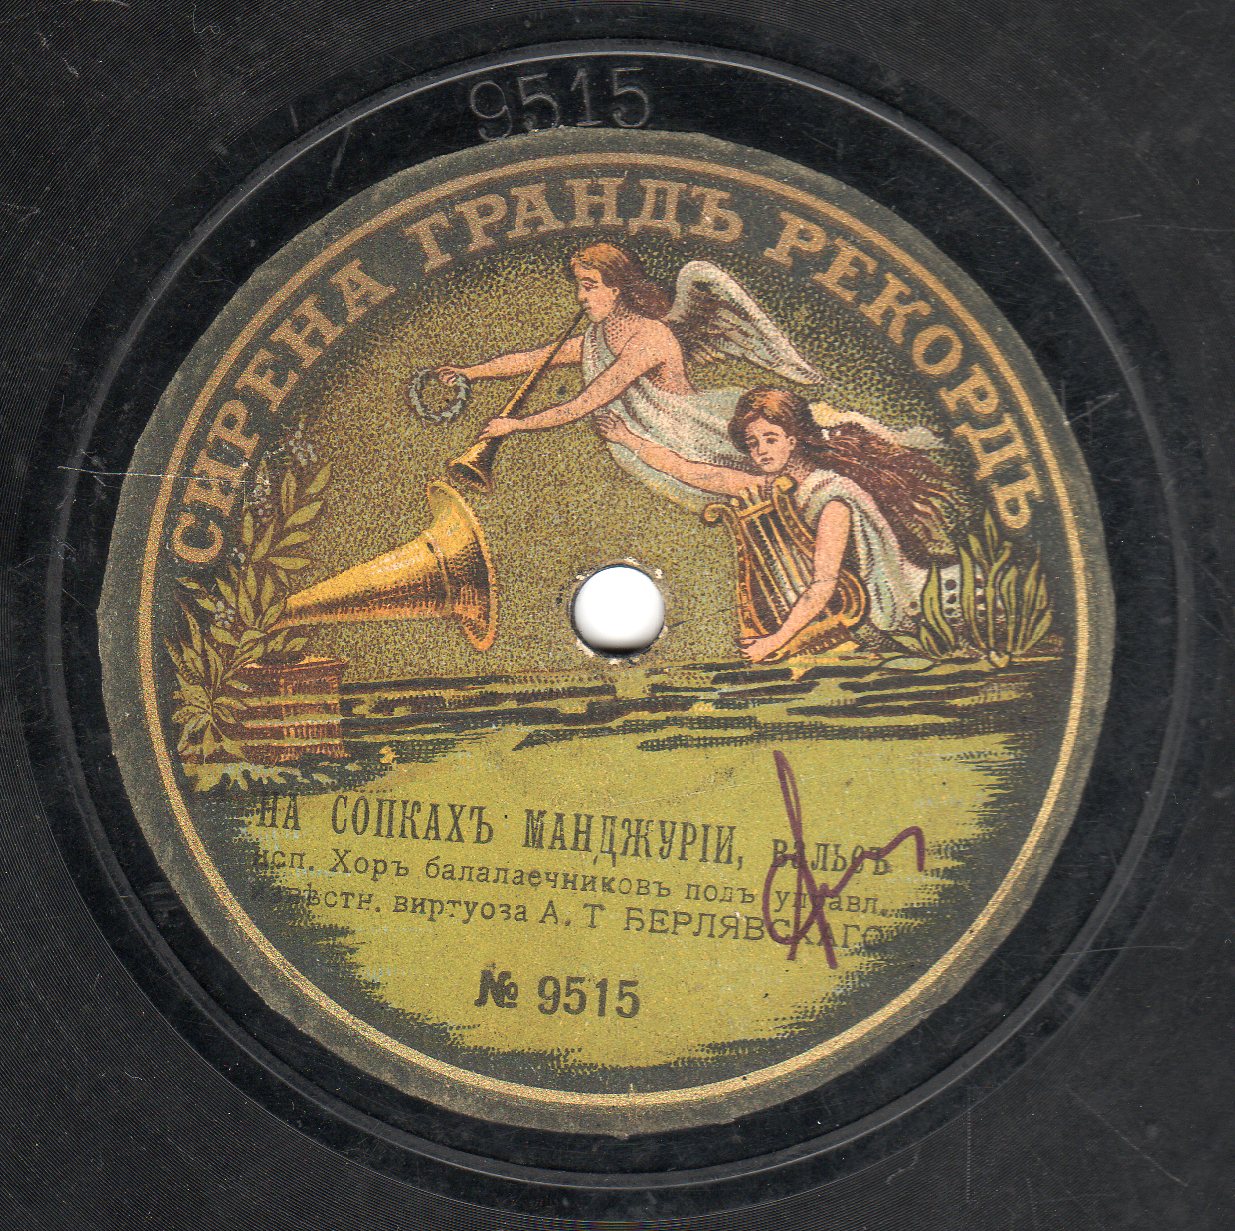 9515
СИРЕНА ГРАНДЪ РЕКОРДЪ
НА СОПКАХЪ МАНДЖУРІИ, ВАЛЬСЪ
исп. Хоръ балалаечниковъ подъ управл.
извѣстн. виртуоза А. Т БЕРЛЯВСКАГО
№ 9515